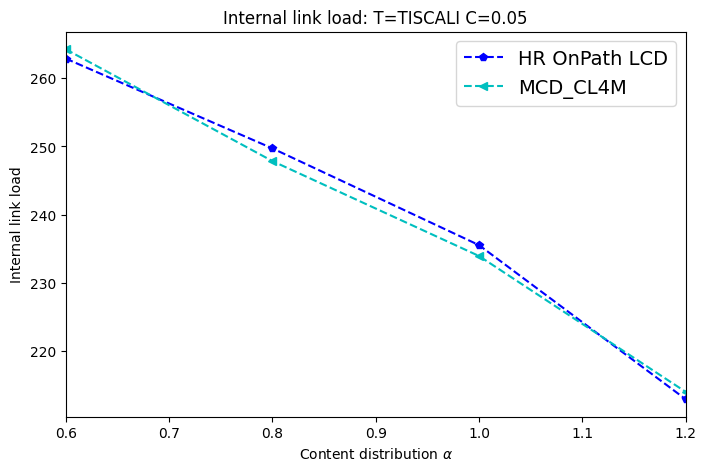 Internal link load: T=TISCALI C=0.05
HR OnPath LCD
MCD_CL4M
Internal link load
260
250
240
230
220
0.6 0.7 0.8 0.9 1.0 1.1 1.2
Content distribution α